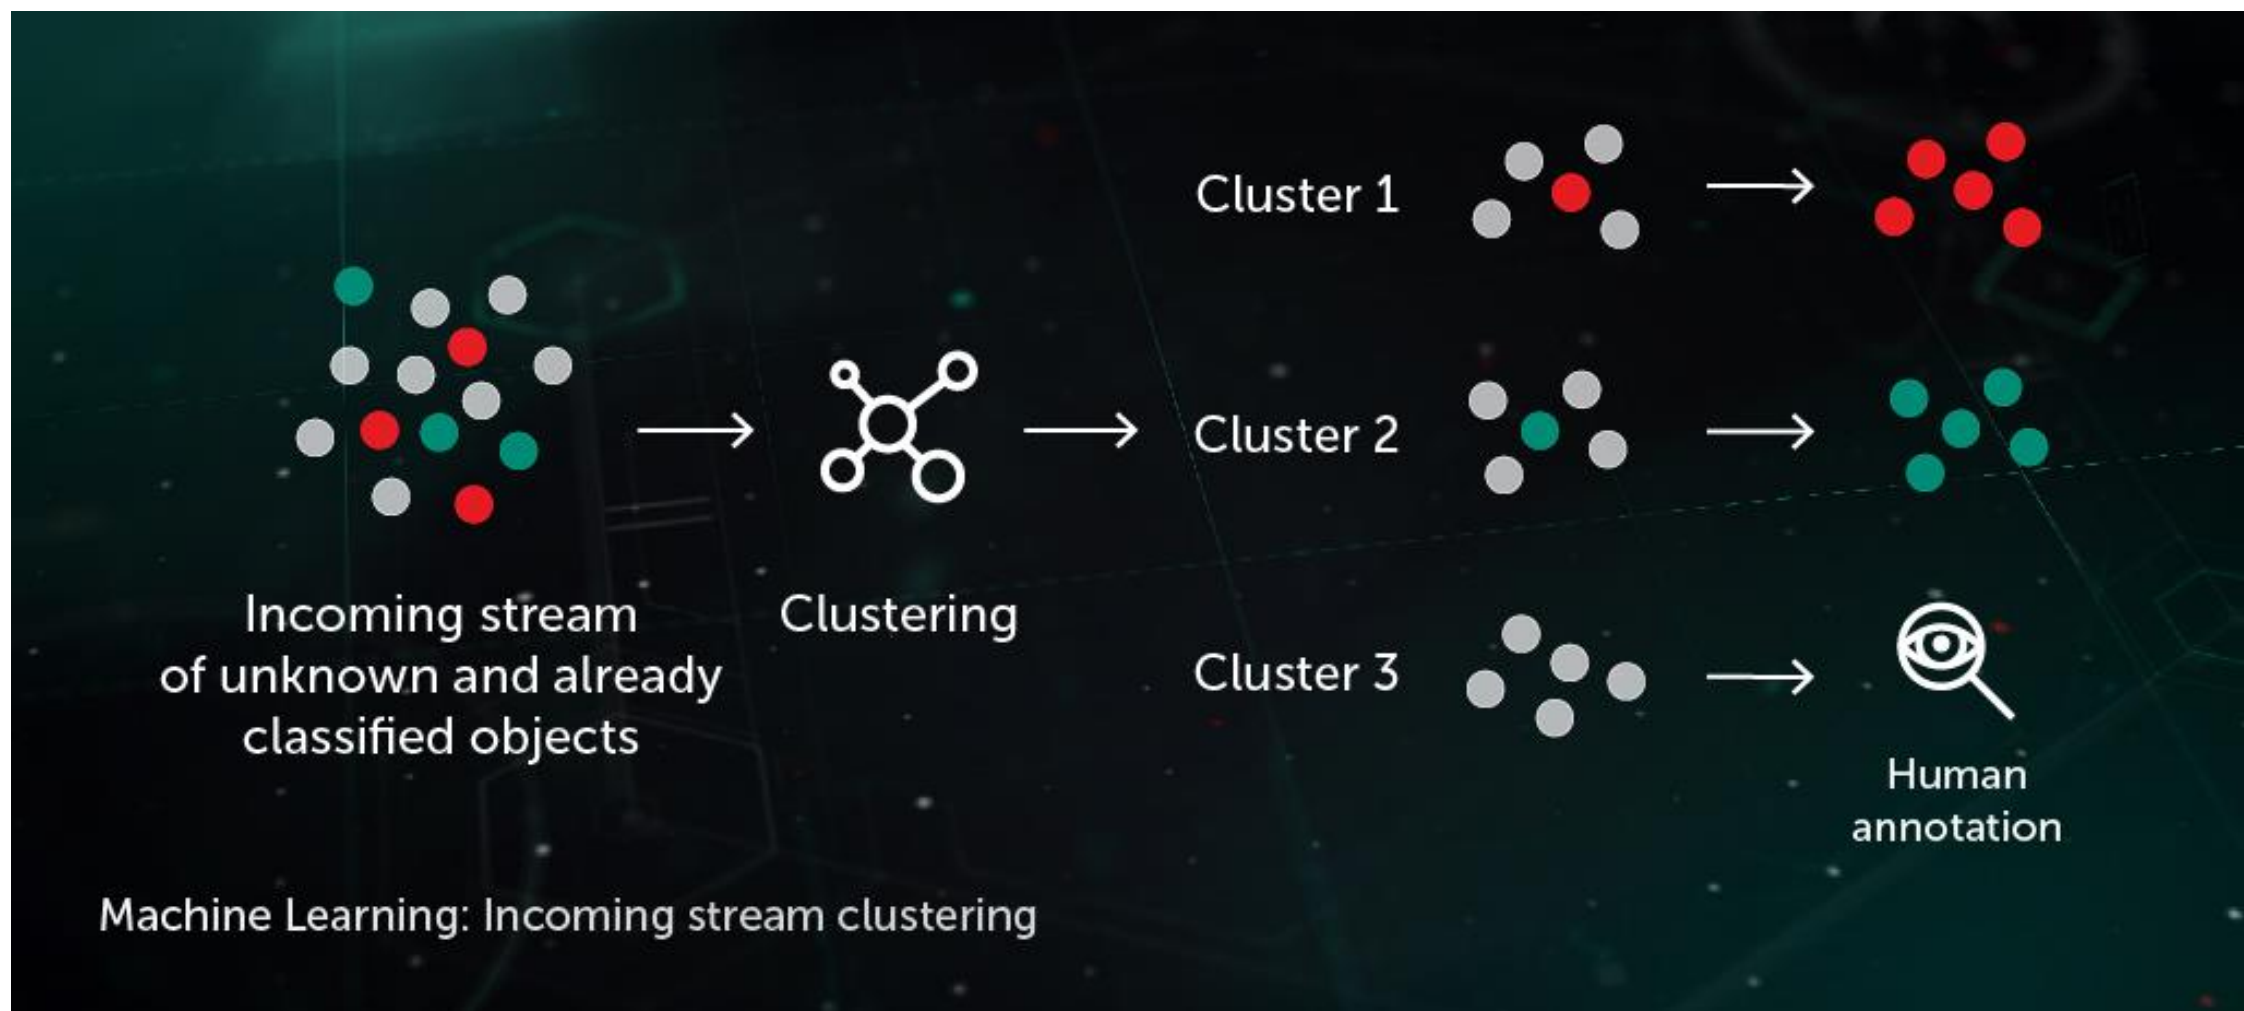 Cluster 1
Cluster 2
Incoming stream
of unknown and already
classified objects
Clustering
Cluster 3
Human
annotation
Machine Learning: Incoming stream clustering